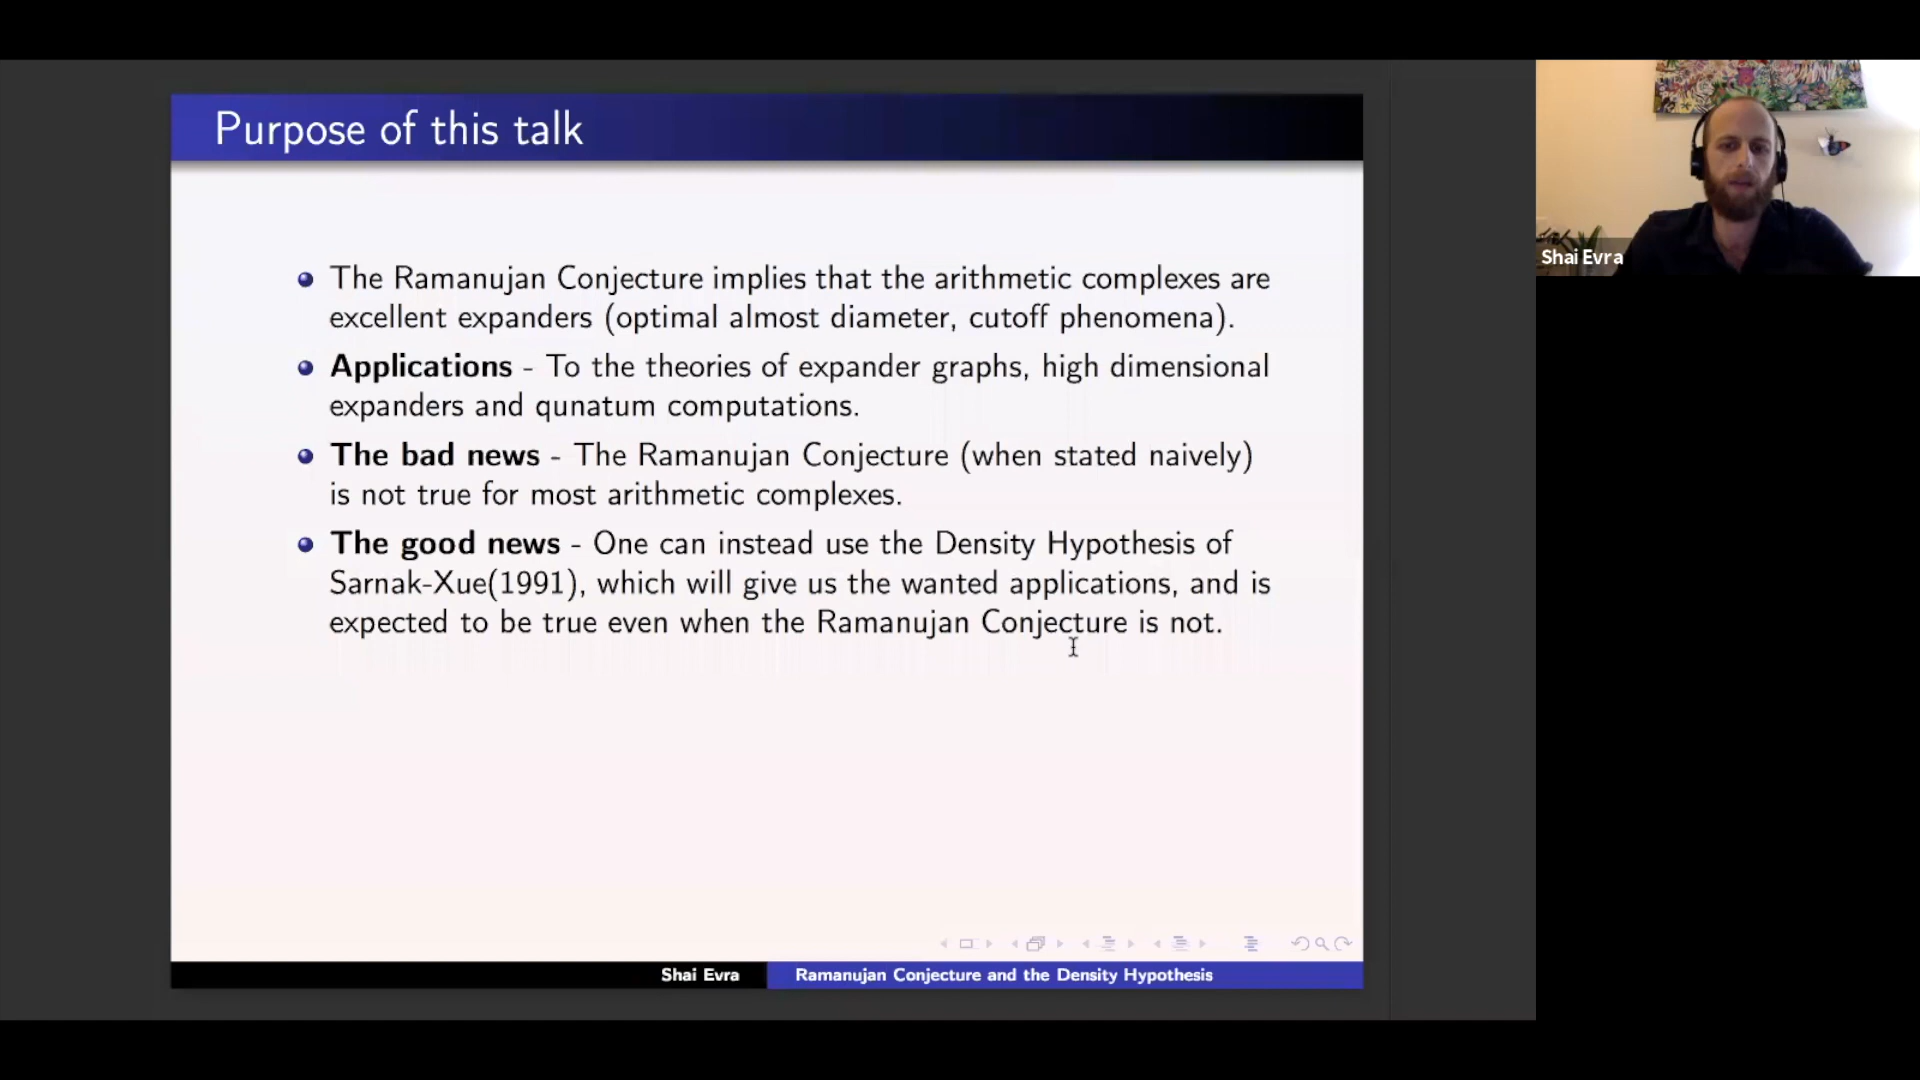 Purpose of this talk
The Ramanujan Conjecture implies that the arithmetic complexes are
excellent expanders (optimal almost diameter, cutoff phenomena).
Applications - To the theories of expander graphs, high dimensional
expanders and qunatum computations.
The bad news - The Ramanujan Conjecture (when stated naively)
is not true for most arithmetic complexes.
The good news - One can instead use the Density Hypothesis of
Sarnak-Xue(1991), which will give us the wanted applications, and is
expected to be true even when the Ramanujan Conjecture is not.
Shai Evra
Ramanujan Conjecture and the Density Hypothesis
Shai Evra